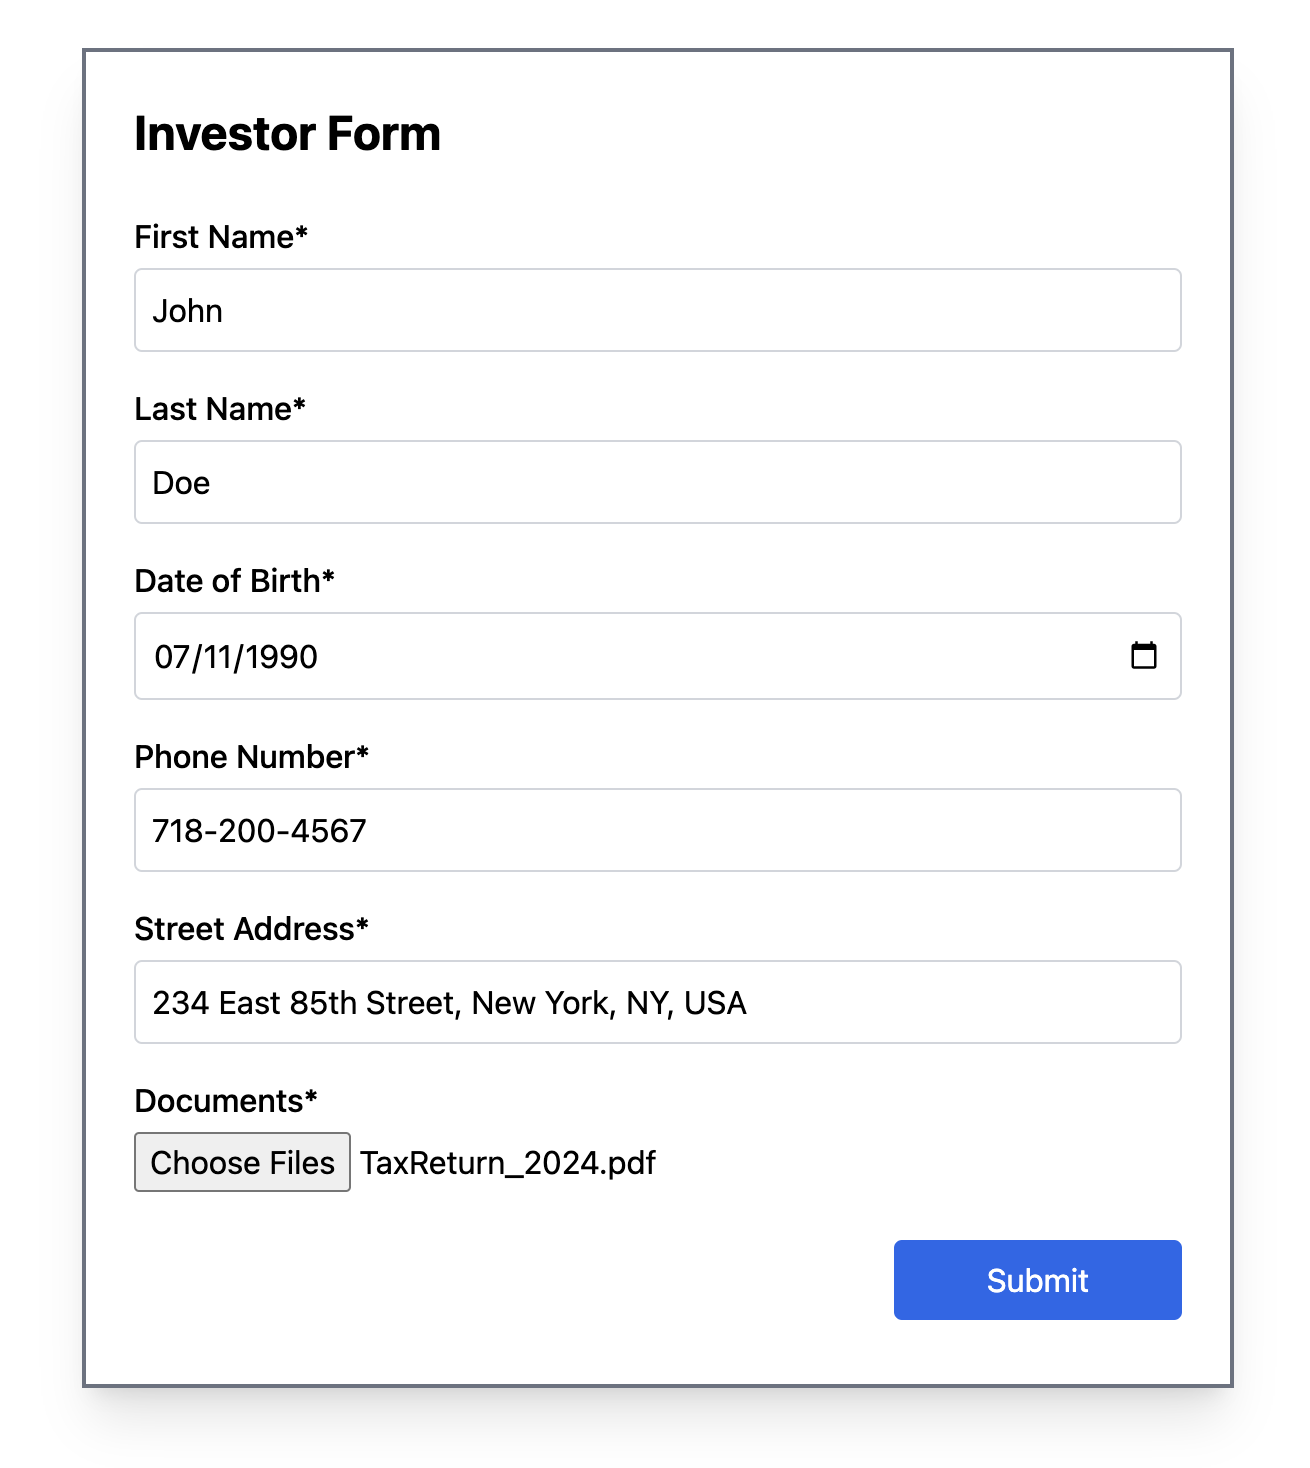 Investor Form
First Name*
John
Last Name*
Doe
Date of Birth*
07/11/1990
Phone Number*
718-200-4567
Street Address*
234 East 85th Street, New York, NY, USA
Documents*
Choose Files TaxReturn_2024.pdf
Submit